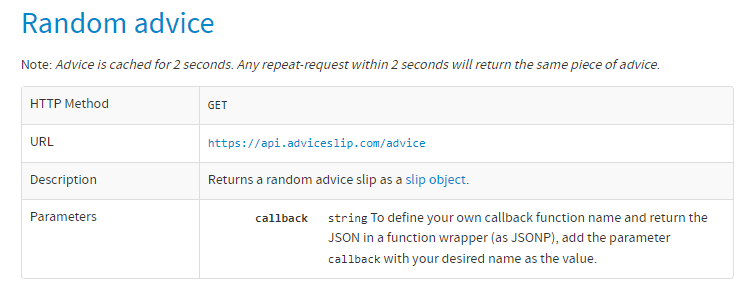 Random advice
Note: Advice is cached for 2 seconds. Any repeat-request within 2 seconds will return the same piece of advice.
HTTP Method GET
URL https://api.adviceslip.com/advice
Description Returns a random advice slip as a slip object.
Parameters callback string To define your own callback function name and return the
JSON in a function wrapper (as JSONP), add the parameter
callback with your desired name as the value.